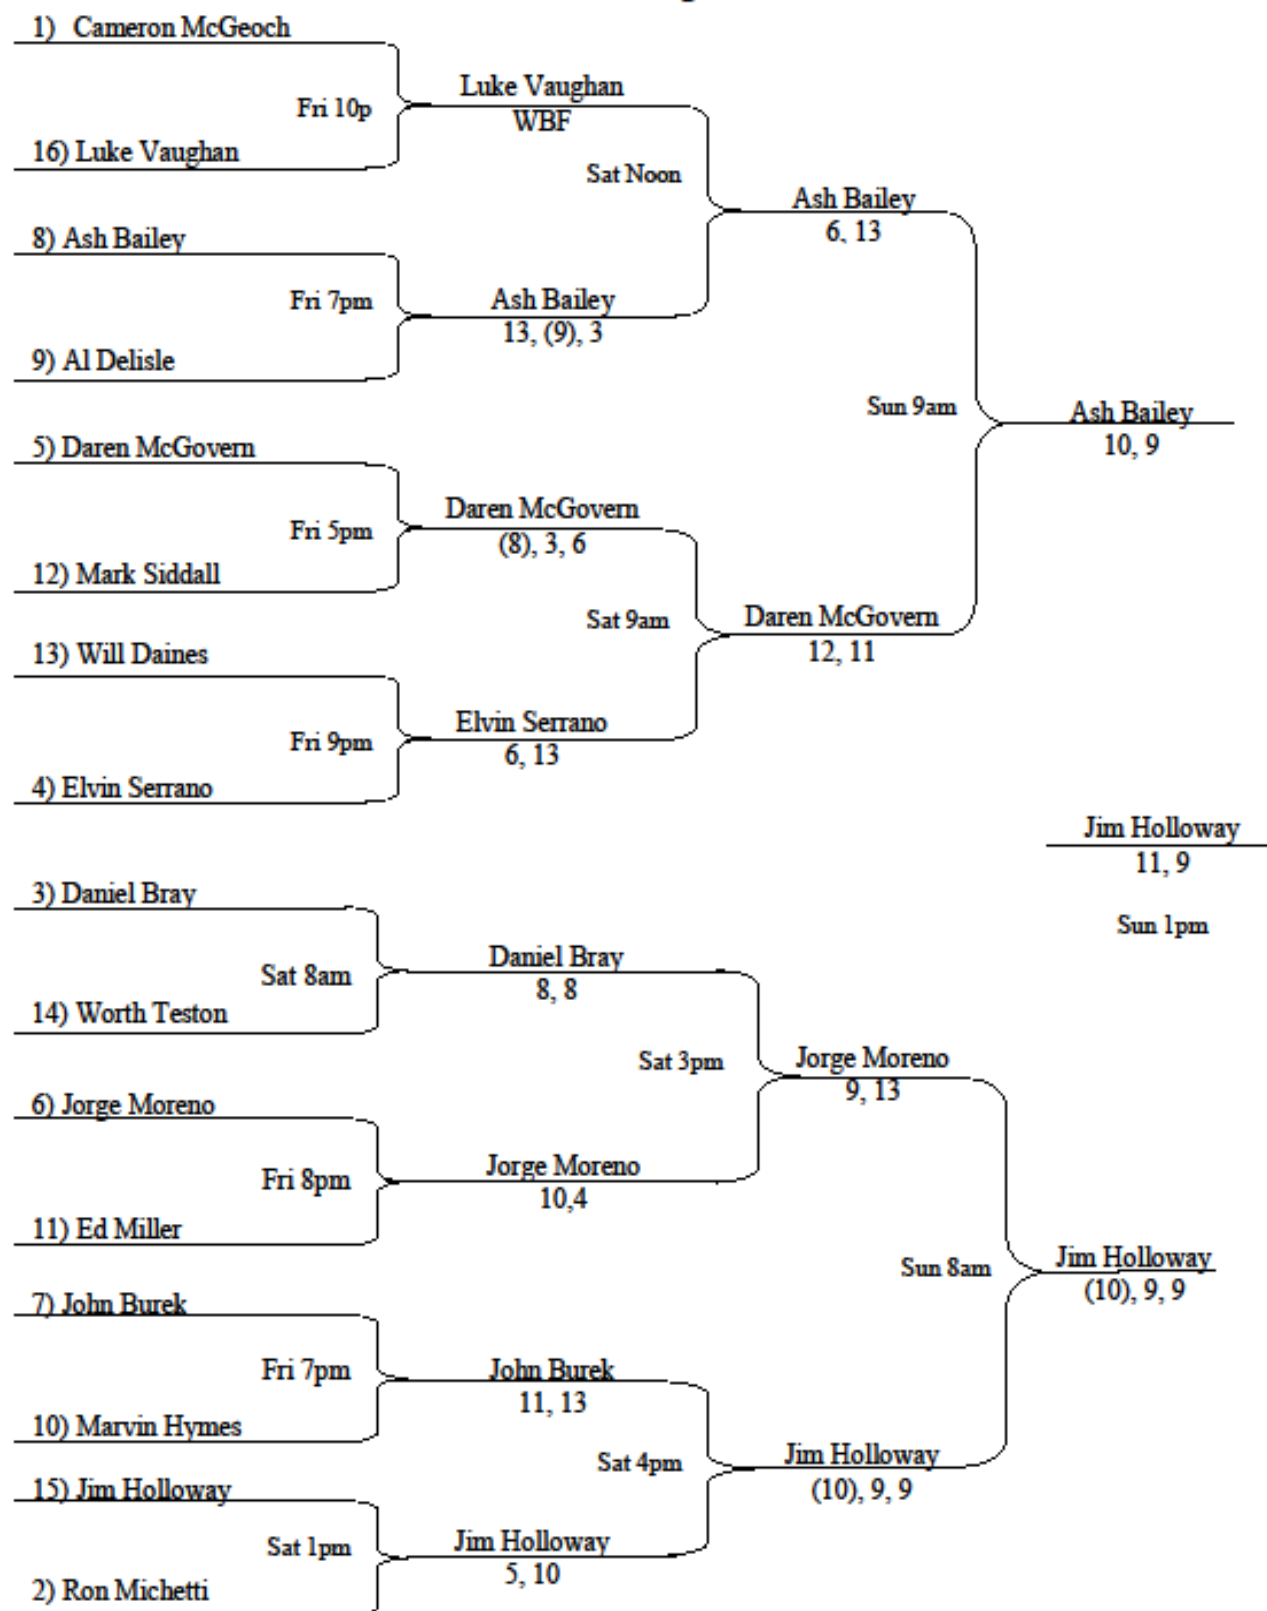 1) Cameron McGeoch
Luke Vaughan
Fri 10p
WBF
16) Luke Vaughan
Sat Noon
Ash Bailey
6, 13
8) Ash Bailey
Fri 7pm
Ash Bailey
13, (9), 3
9) Al Delisle
Sun 9am
Ash Bailey
10, 9
5) Daren McGovern
Daren McGovern
Fri 5pm
(8), 3, 6
12) Mark Siddall
Sat 9am
Daren McGovern
12, 11
13) Will Daines
Elvin Serrano
Fri 9pm
6, 13
4) Elvin Serrano
Jim Holloway
11, 9
Sun 1pm
3) Daniel Bray
Daniel Bray
Sat 8am
8, 8
14) Worth Teston
Sat 3pm
Jorge Moreno
9, 13
6) Jorge Moreno
Jorge Moreno
Fri 8pm
10,4
11) Ed Miller
Sun 8am
Jim Holloway
(10), 9, 9
7) John Burek
Fri 7pm
John Burek
11, 13
10) Marvin Hymes
Sat 4pm
Jim Holloway
(10), 9, 9
15) Jim Holloway
Sat 1pm
Jim Holloway
5, 10
2) Ron Michetti